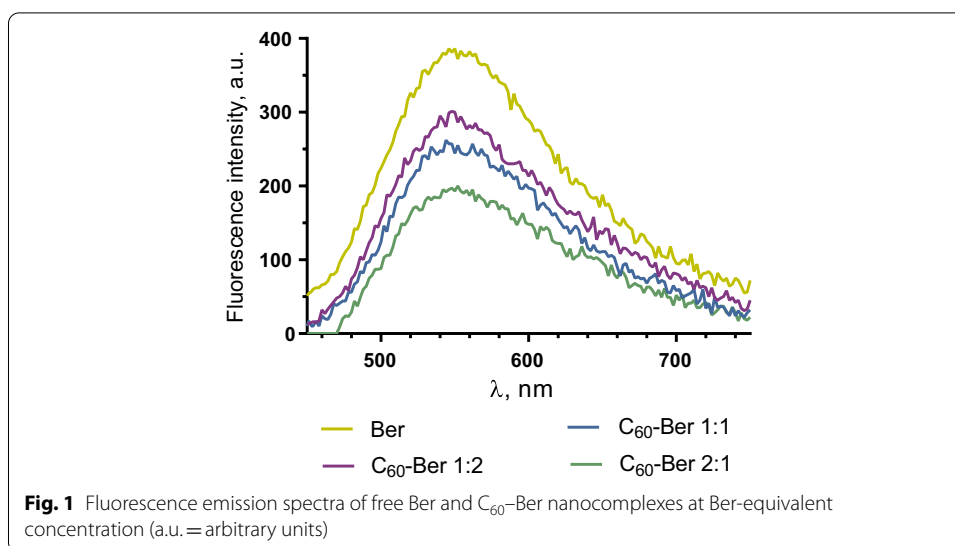 400
300
200
100
0
Fluorescence intensity, a.u.
500 600 700
λ, nm
Ber
C₆₀-Ber 1:1
C₆₀-Ber 1:2
C₆₀-Ber 2:1
Fig. 1 Fluorescence emission spectra of free Ber and C₆₀–Ber nanocomplexes at Ber-equivalent
concentration (a.u. = arbitrary units)